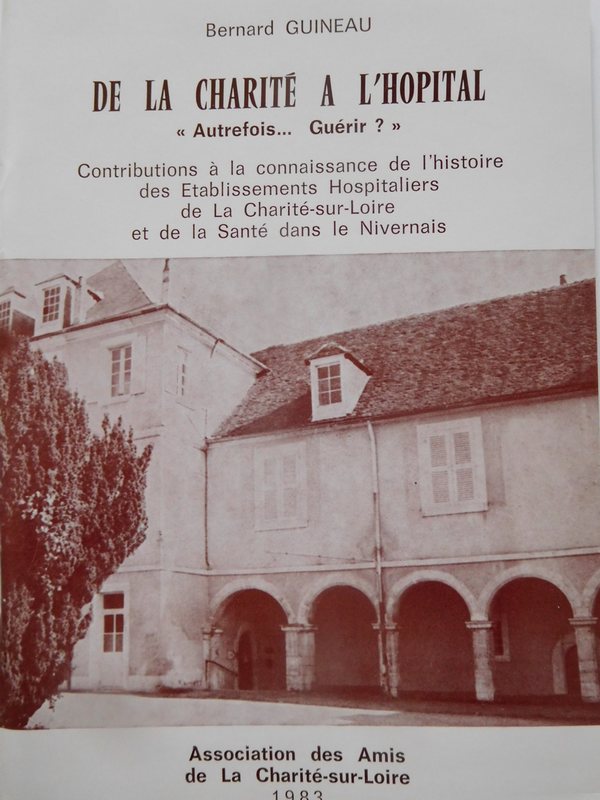 Bernard GUINEAU
DE LA CHARITÉ A L'HOPITAL
« Autrefois... Guérir ? »
Contributions à la connaissance de l'histoire
des Etablissements Hospitaliers
de La Charité-sur-Loire
et de la Santé dans le Nivernais
Association des Amis
de La Charité-sur-Loire
1983